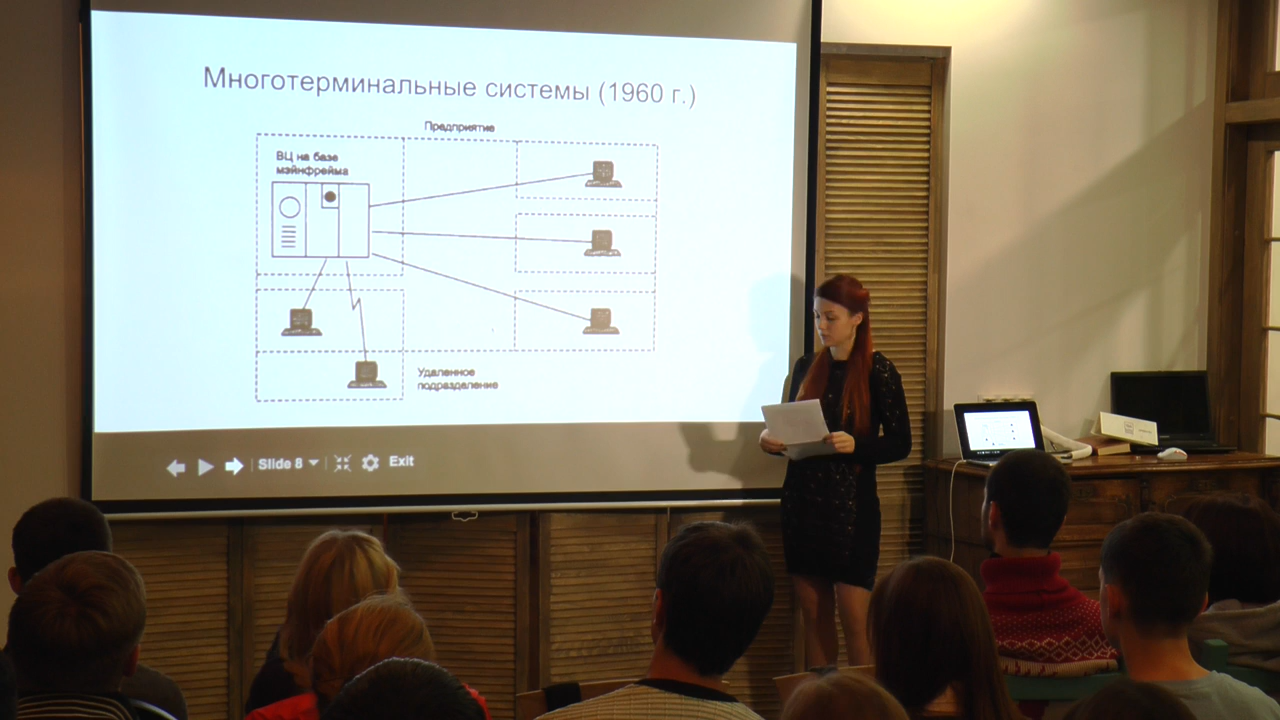 Многотерминальные системы (1960 г.)
Предприятие
ВЦ на базе
мэйнфрейма
Удаленное
подразделение
Slide 8
Exit